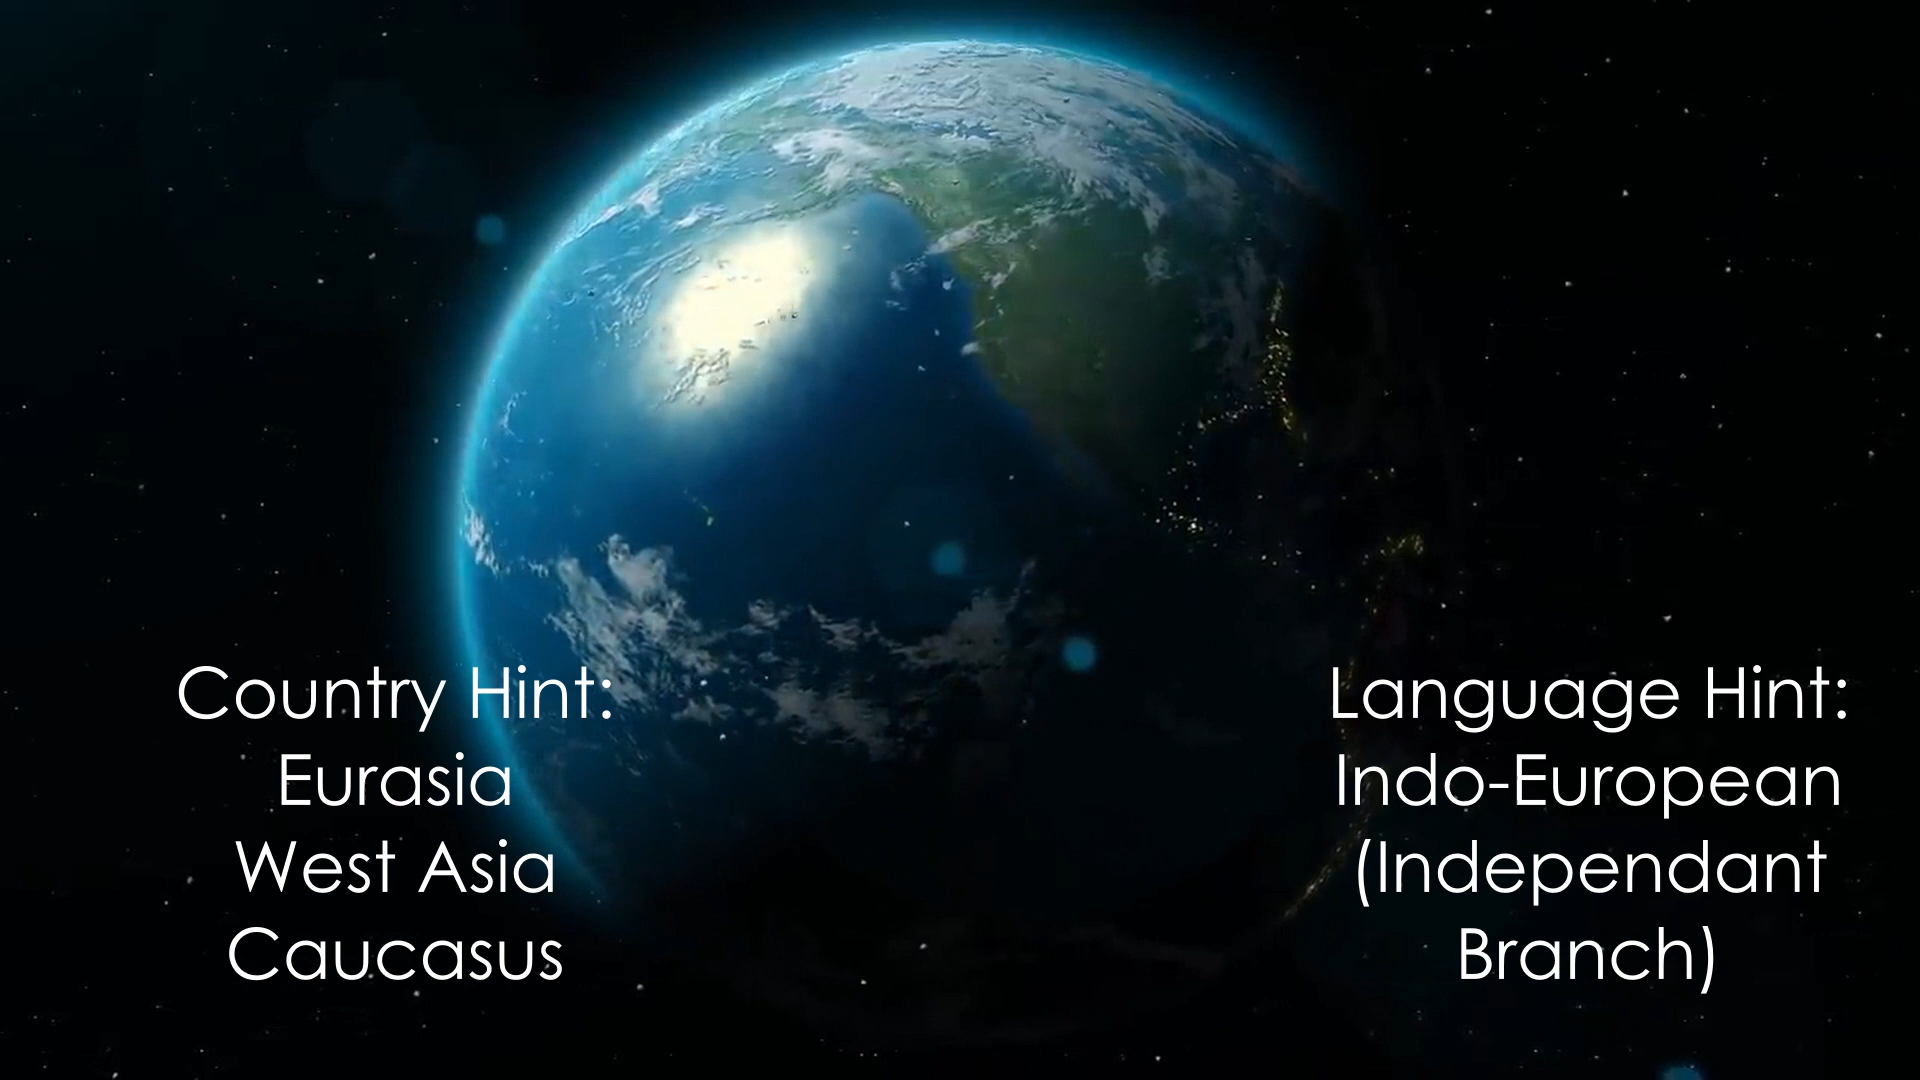 Country Hint:
Eurasia
West Asia
Caucasus
Language Hint:
Indo-European
(Independant
Branch)